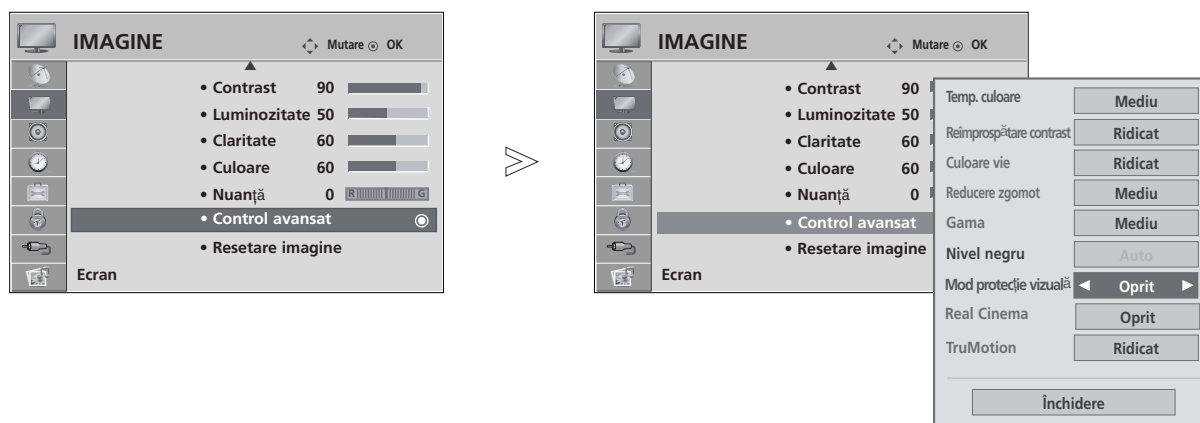 IMAGINE Mutare OK
• Contrast 90
• Luminozitate 50
• Claritate 60
• Culoare 60
• Nuanță 0 R G
• Control avansat
• Resetare imagine
Ecran
IMAGINE Mutare OK
• Contrast 90
• Luminozitate 50
• Claritate 60
• Culoare 60
• Nuanță 0
• Control avansat
• Resetare imagine
Ecran
Temp. culoare Mediu
Reîmprospătare contrast Ridicat
Culoare vie Ridicat
Reducere zgomot Mediu
Gama Mediu
Nivel negru Auto
Mod protecție vizuală ◄ Oprit ►
Real Cinema Oprit
TruMotion Ridicat
Închidere